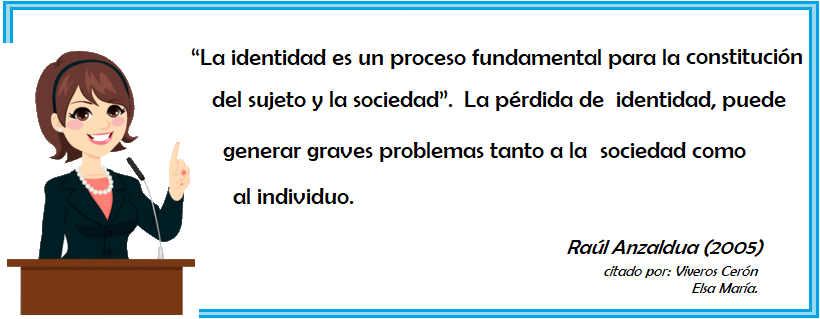 “La identidad es un proceso fundamental para la constitución
del sujeto y la sociedad”. La pérdida de identidad, puede
generar graves problemas tanto a la sociedad como
al individuo.
Raúl Anzaldua (2005)
citado por: Viveros Cerón
Elsa María.